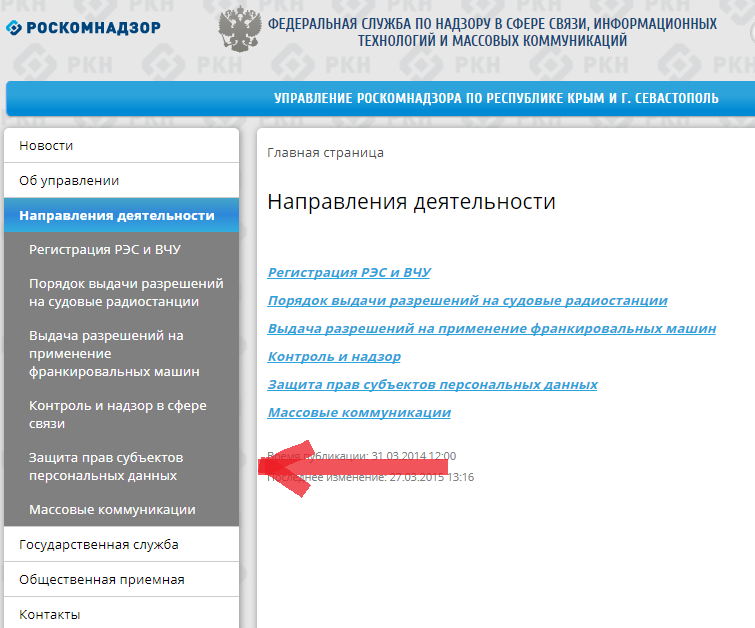 РОСКОМНАДЗОР
ФЕДЕРАЛЬНАЯ СЛУЖБА ПО НАДЗОРУ В СФЕРЕ СВЯЗИ, ИНФОРМАЦИОННЫХ
ТЕХНОЛОГИЙ И МАССОВЫХ КОММУНИКАЦИЙ
РКН РКН РКН РКН РКН РКН
УПРАВЛЕНИЕ РОСКОМНАДЗОРА ПО РЕСПУБЛИКЕ КРЫМ И Г. СЕВАСТОПОЛЬ
Новости
Об управлении
Направления деятельности
Регистрация РЭС и ВЧУ
Порядок выдачи разрешений
на судовые радиостанции
Выдача разрешений на
применение
франкировальных машин
Контроль и надзор в сфере
связи
Защита прав субъектов
персональных данных
Массовые коммуникации
Государственная служба
Общественная приемная
Контакты
Главная страница
Направления деятельности
Регистрация РЭС и ВЧУ
Порядок выдачи разрешений на судовые радиостанции
Выдача разрешений на применение франкировальных машин
Контроль и надзор
Защита прав субъектов персональных данных
Массовые коммуникации
Время публикации: 31.03.2014 12:00
Последнее изменение: 27.03.2015 13:16